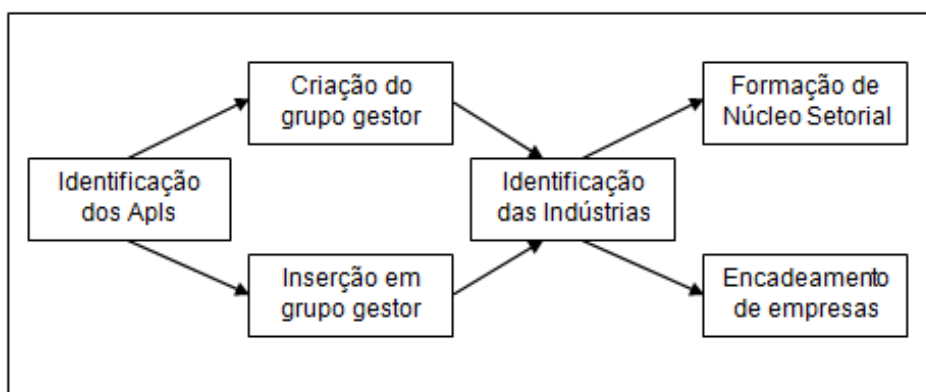 Criação do
grupo gestor
Formação de
Núcleo Setorial
Identificação
dos Apls
Identificação
das Indústrias
Inserção em
grupo gestor
Encadeamento
de empresas